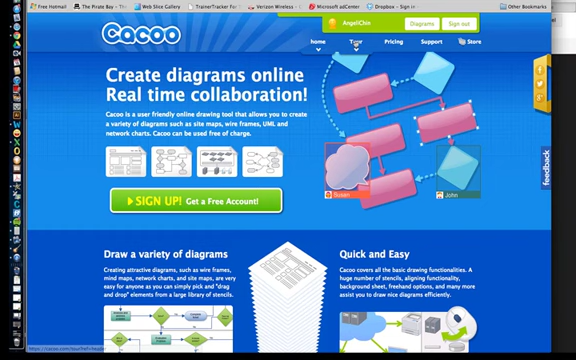 Free Hotmail
The Pirate Bay
Web Slice Gallery
TrainerTracker For
Verizon Wireless
Microsoft adCenter
Dropbox - Sign in
Other Bookmarks
AngeliChin
Diagrams
Sign out
Cacoo
home
Tour
Pricing
Support
Store
Create diagrams online
Real time collaboration!
Cacoo is a user friendly online drawing tool that allows you to create
a variety of diagrams such as site maps, wire frames, UML and
network charts. Cacoo can be used free of charge.
SIGN UP! Get a Free Account!
Susan
John
feedback
Draw a variety of diagrams
Creating attractive diagrams, such as wire frames,
mind maps, network charts, and site maps, are very
easy for anyone as you can simply pick and "drag
and drop" elements from a large library of stencils.
Quick and Easy
Cacoo covers all the basic drawing functionalities. A
huge number of stencils, aligning functionality,
background sheet, freehand options, and many more
assist you to draw nice diagrams efficiently.